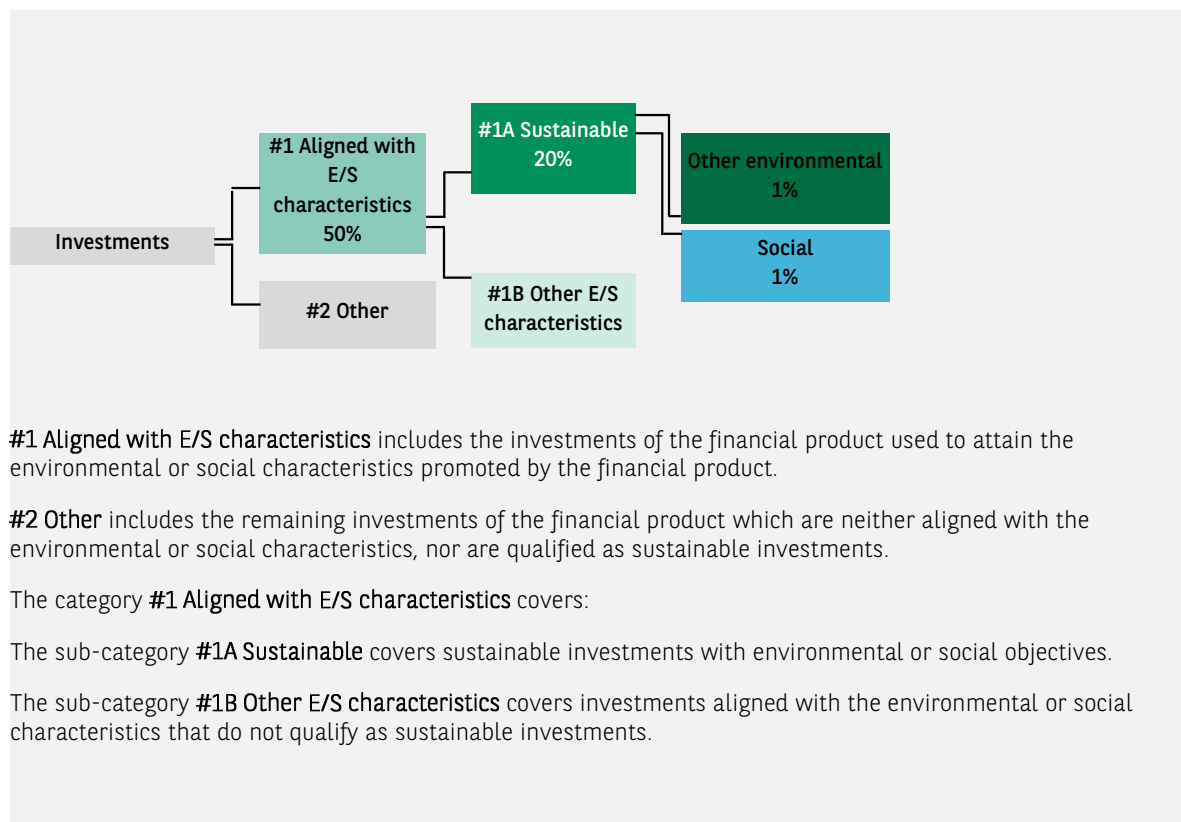 Investments
#1 Aligned with
E/S
characteristics
50%
#2 Other
#1A Sustainable
20%
#1B Other E/S
characteristics
Other environmental
1%
Social
1%
#1 Aligned with E/S characteristics includes the investments of the financial product used to attain the
environmental or social characteristics promoted by the financial product.
#2 Other includes the remaining investments of the financial product which are neither aligned with the
environmental or social characteristics, nor are qualified as sustainable investments.
The category #1 Aligned with E/S characteristics covers:
The sub-category #1A Sustainable covers sustainable investments with environmental or social objectives.
The sub-category #1B Other E/S characteristics covers investments aligned with the environmental or social
characteristics that do not qualify as sustainable investments.